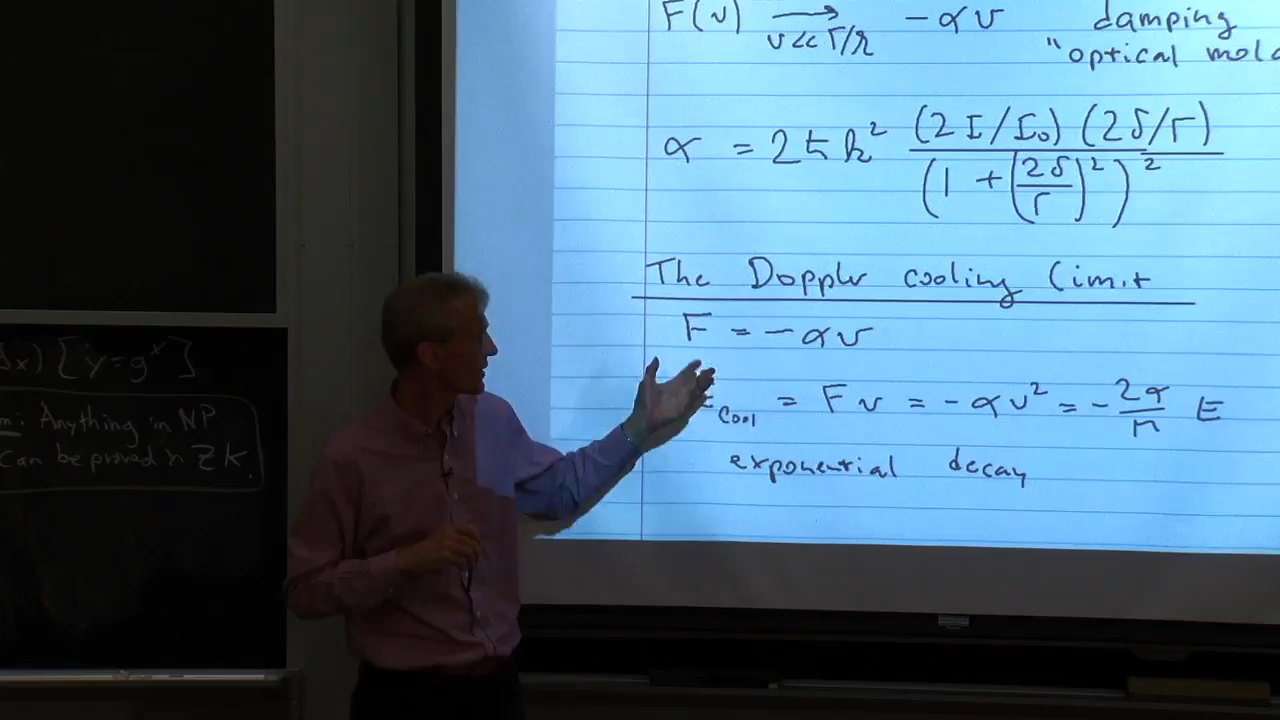 F(v) → -αv damping
v << Γ/k "optical mola
α = 2ħk² (2I/I₀)(2δ/Γ) / (1 + (2δ/Γ)²)²
The Doppler cooling limit
F = -αv
E_cool = Fv = -αv² = -2α/m E
exponential decay
[y=g^x]
Anything in NP
can be proved in ZK.